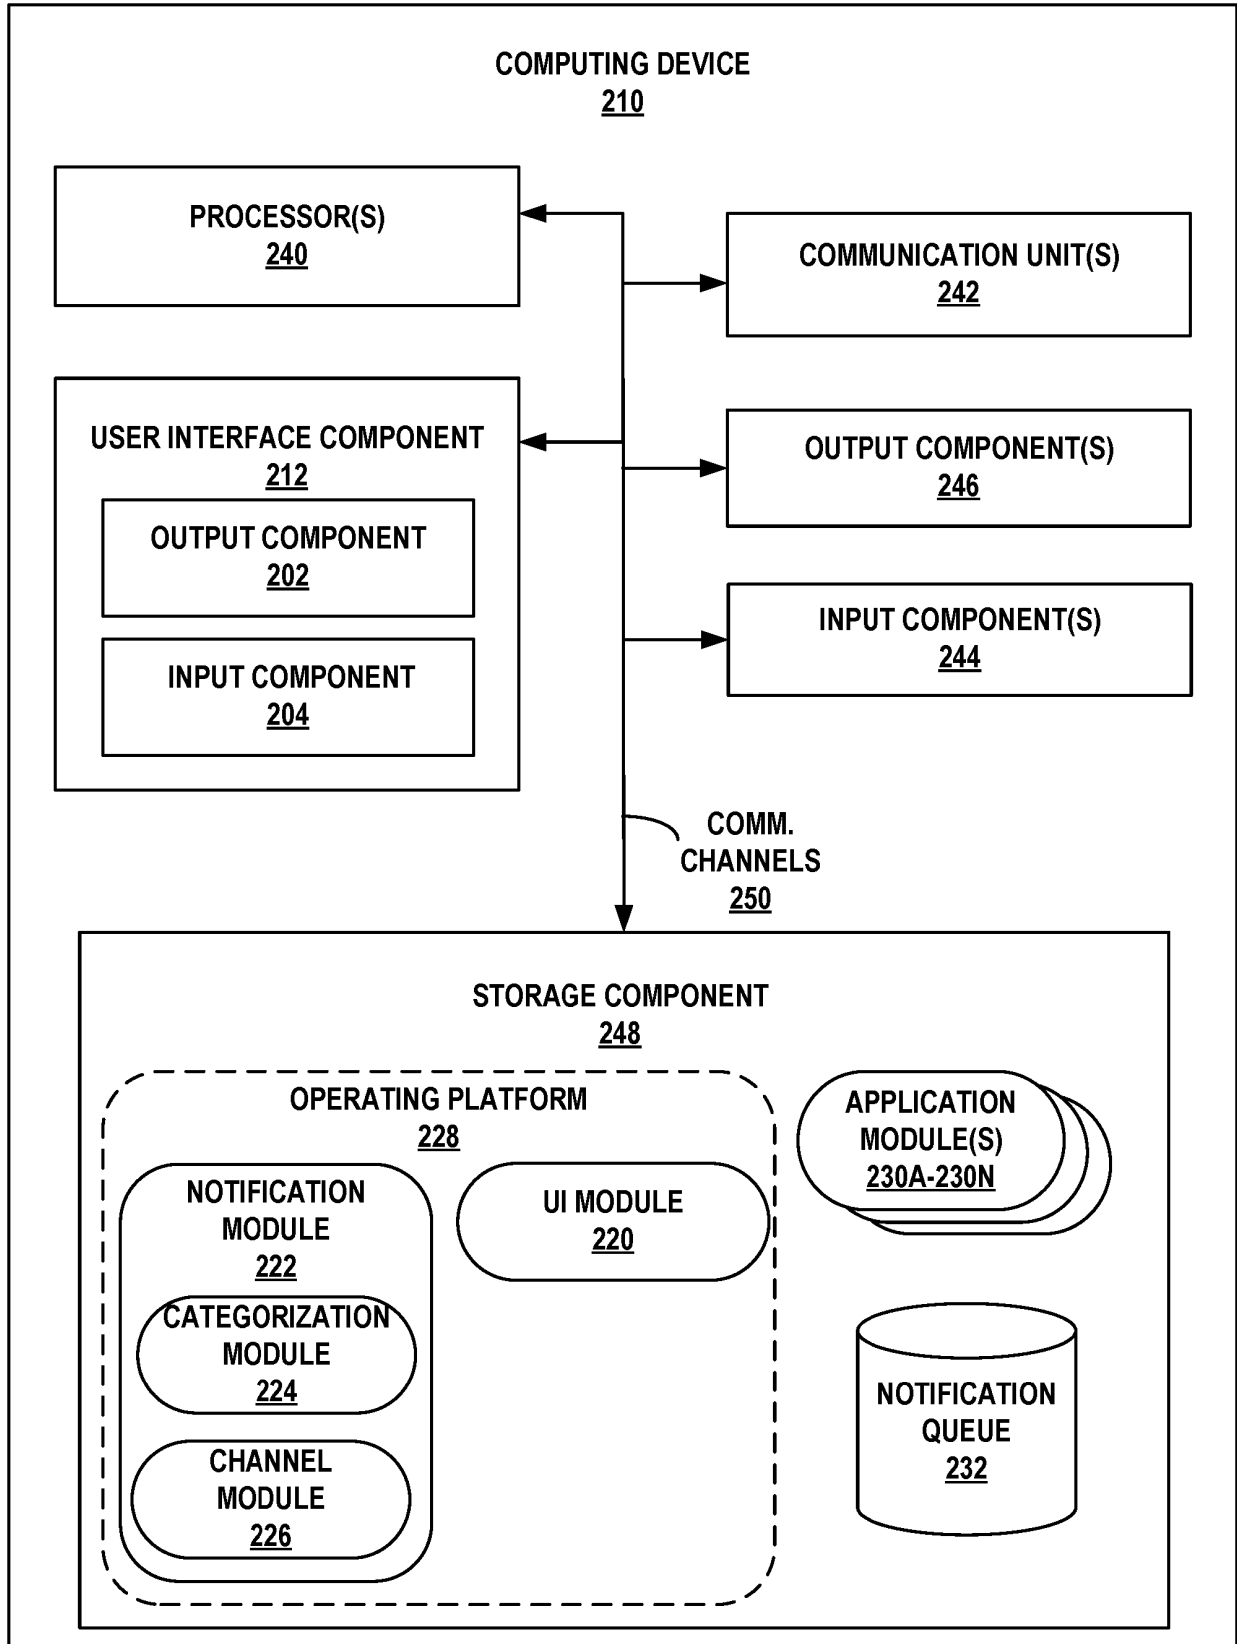 COMPUTING DEVICE
210
PROCESSOR(S)
240
COMMUNICATION UNIT(S)
242
USER INTERFACE COMPONENT
212
OUTPUT COMPONENT
202
INPUT COMPONENT
204
OUTPUT COMPONENT(S)
246
INPUT COMPONENT(S)
244
COMM.
CHANNELS
250
STORAGE COMPONENT
248
OPERATING PLATFORM
228
NOTIFICATION
MODULE
222
CATEGORIZATION
MODULE
224
CHANNEL
MODULE
226
UI MODULE
220
APPLICATION
MODULE(S)
230A-230N
NOTIFICATION
QUEUE
232